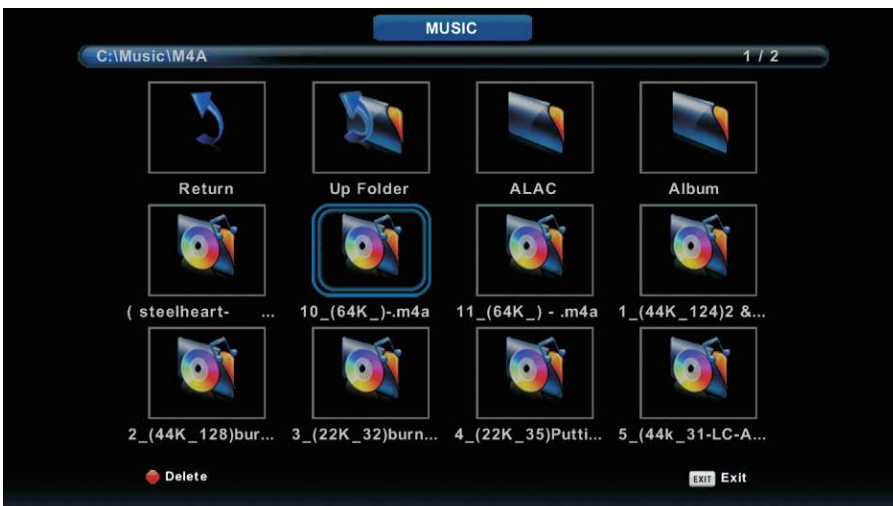 MUSIC
C:\Music\M4A 1 / 2
Return Up Folder ALAC Album
( steelheart- ... 10_(64K_)-.m4a 11_(64K_) - .m4a 1_(44K_124)2 &...
2_(44K_128)bur... 3_(22K_32)burn... 4_(22K_35)Putti... 5_(44k_31-LC-A...
Delete EXIT Exit